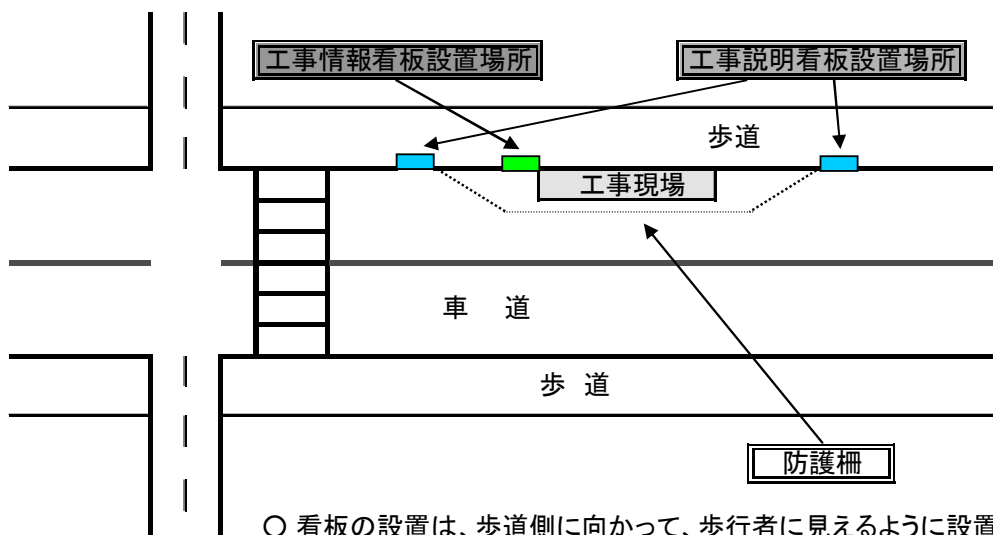 工事情報看板設置場所
工事説明看板設置場所
歩道
工事現場
車 道
歩 道
防護柵
○ 看板の設置は、歩道側に向かって、歩行者に見えるように設置